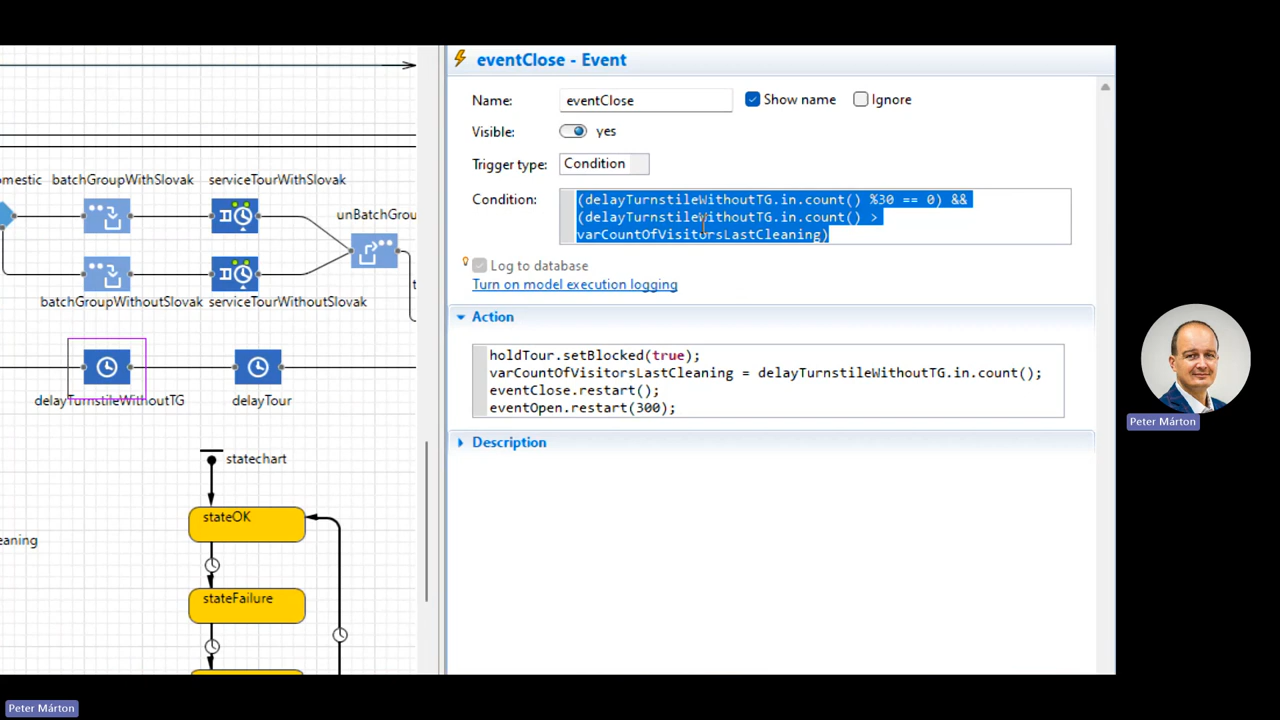 omestic
batchGroupWithSlovak
serviceTourWithSlovak
unBatchGrou
batchGroupWithoutSlovak
serviceTourWithoutSlovak
t
delayTurnstileWithoutTG
delayTour
statechart
stateOK
eaning
stateFailure
eventClose - Event
Name:
eventClose
Show name
Ignore
Visible:
yes
Trigger type:
Condition
Condition:
(delayTurnstileWithoutTG.in.count() %30 == 0) &&
(delayTurnstileWithoutTG.in.count() >
varCountOfVisitorsLastCleaning)
Log to database
Turn on model execution logging
Action
holdTour.setBlocked(true);
varCountOfVisitorsLastCleaning = delayTurnstileWithoutTG.in.count();
eventClose.restart();
eventOpen.restart(300);
Description
Peter Márton
Peter Márton